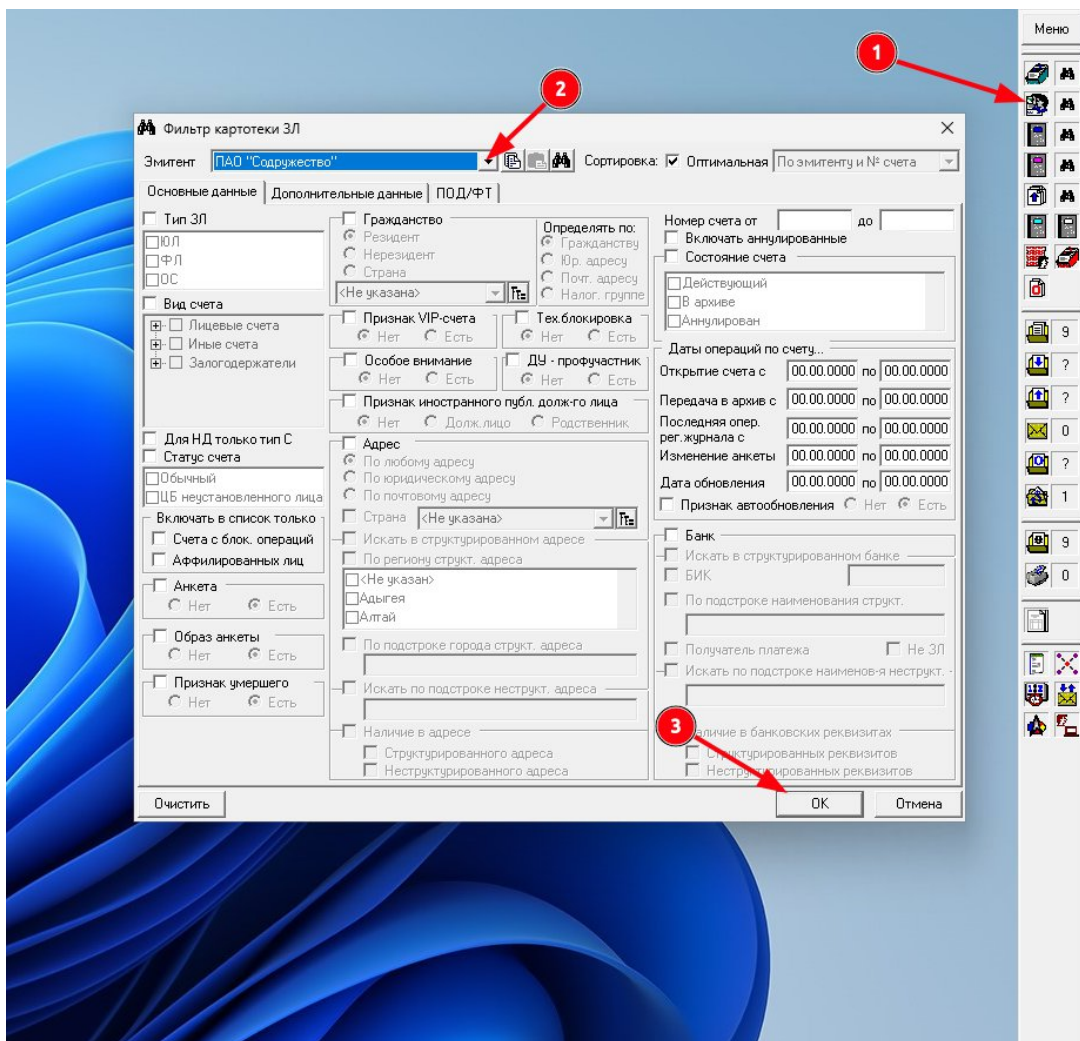 Меню
1
2
Фильтр картотеки ЗЛ
Эмитент ПАО "Содружество" Сортировка: Оптимальная По эмитенту и № счета
Основные данные Дополнительные данные ПОД/ФТ
Тип ЗЛ
ЮЛ
ФЛ
ОС
Вид счета
Лицевые счета
Иные счета
Залогодержатели
Для НД только тип С
Статус счета
Обычный
ЦБ неустановленного лица
Включать в список только
Счета с блок. операций
Аффилированных лиц
Анкета
Нет Есть
Образ анкеты
Нет Есть
Признак умершего
Нет Есть
Гражданство
Резидент
Нерезидент
Страна
<Не указана>
Определять по:
Гражданству
Юр. адресу
Почт. адресу
Налог. группе
Признак VIP-счета
Нет Есть
Тех.блокировка
Нет Есть
Особое внимание
Нет Есть
ДУ - профучастник
Нет Есть
Признак иностранного публ. долж-го лица
Нет Долж.лицо Родственник
Адрес
По любому адресу
По юридическому адресу
По почтовому адресу
Страна <Не указана>
Искать в структурированном адресе
По региону структ. адреса
<Не указан>
Адыгея
Алтай
По подстроке города структ. адреса
Искать по подстроке неструкт. адреса
Наличие в адресе
Структурированного адреса
Неструктурированного адреса
Номер счета от до
Включать аннулированные
Состояние счета
Действующий
В архиве
Аннулирован
Даты операций по счету...
Открытие счета с 00.00.0000 по 00.00.0000
Передача в архив с 00.00.0000 по 00.00.0000
Последняя опер.
рег.журнала с 00.00.0000 по 00.00.0000
Изменение анкеты 00.00.0000 по 00.00.0000
Дата обновления 00.00.0000 по 00.00.0000
Признак автообновления Нет Есть
Банк
Искать в структурированном банке
БИК
По подстроке наименования структ.
Получатель платежа Не ЗЛ
Искать по подстроке наименов-я неструкт.
3
Наличие в банковских реквизитах
Структурированных реквизитов
Неструктурированных реквизитов
Очистить OK Отмена
9
?
?
0
?
1
9
0